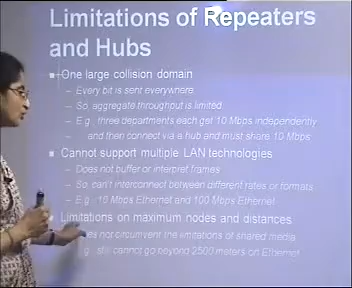 Limitations of Repeaters
and Hubs
One large collision domain
– Every bit is sent everywhere
– So, aggregate throughput is limited
– E.g., three departments each get 10 Mbps independently
– and then connect via a hub and must share 10 Mbps
Cannot support multiple LAN technologies
– Does not buffer or interpret frames
– So, can't interconnect between different rates or formats
– E.g., 10 Mbps Ethernet and 100 Mbps Ethernet
Limitations on maximum nodes and distances
not circumvent the limitations of shared media
still cannot go beyond 2500 meters on Ethernet